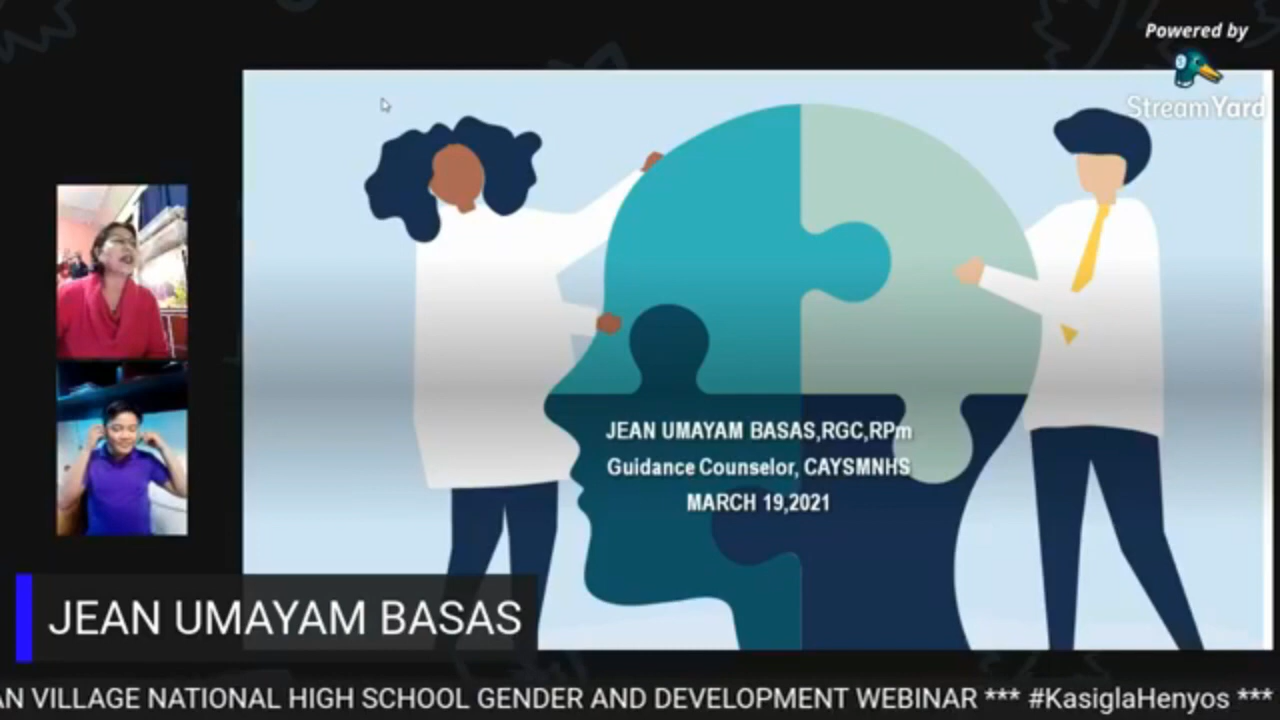 Powered by
StreamYard
JEAN UMAYAM BASAS,RGC,RPm
Guidance Counselor, CAYSMNHS
MARCH 19,2021
JEAN UMAYAM BASAS
AN VILLAGE NATIONAL HIGH SCHOOL GENDER AND DEVELOPMENT WEBINAR *** #KasiglaHenyos ***